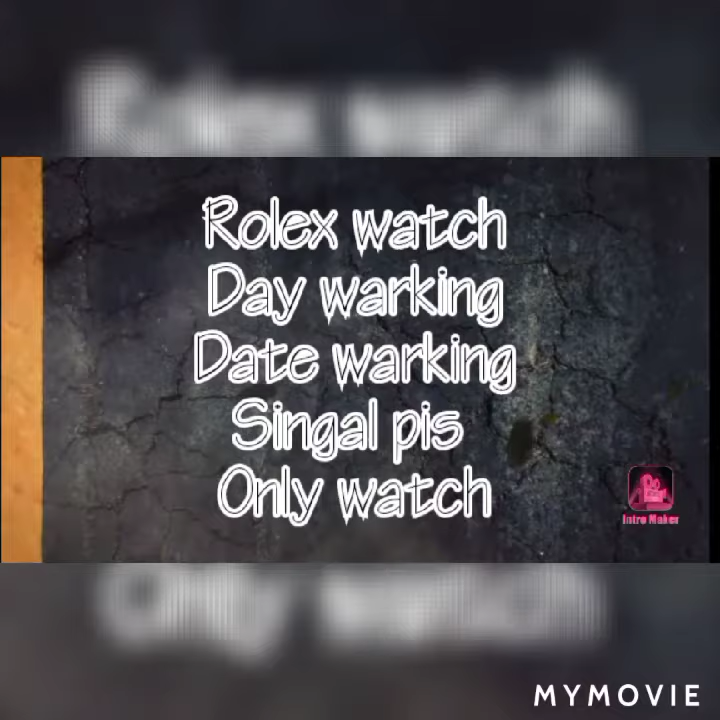 Rolex watch
Day warking
Date warking
Singal pis
Only watch
Intro Maker
MYMOVIE